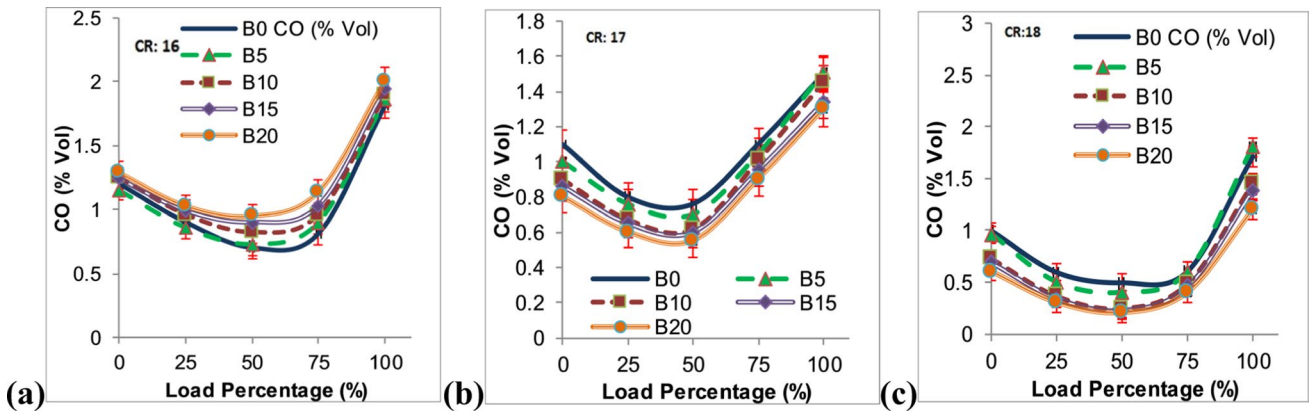 (a)
2.5
2
1.5
1
0.5
0
CO (% Vol)
CR: 16
B0 CO (% Vol)
B5
B10
B15
B20
0 25 50 75 100
Load Percentage (%)
(b)
1.8
1.6
1.4
1.2
1
0.8
0.6
0.4
0.2
0
CO (% Vol)
CR: 17
B0 B5
B10 B15
B20
0 25 50 75 100
Load Percentage (%)
(c)
3
2.5
2
1.5
1
0.5
0
CO (% Vol)
CR:18
B0 CO (% Vol)
B5
B10
B15
B20
0 25 50 75 100
Load Percentage (%)